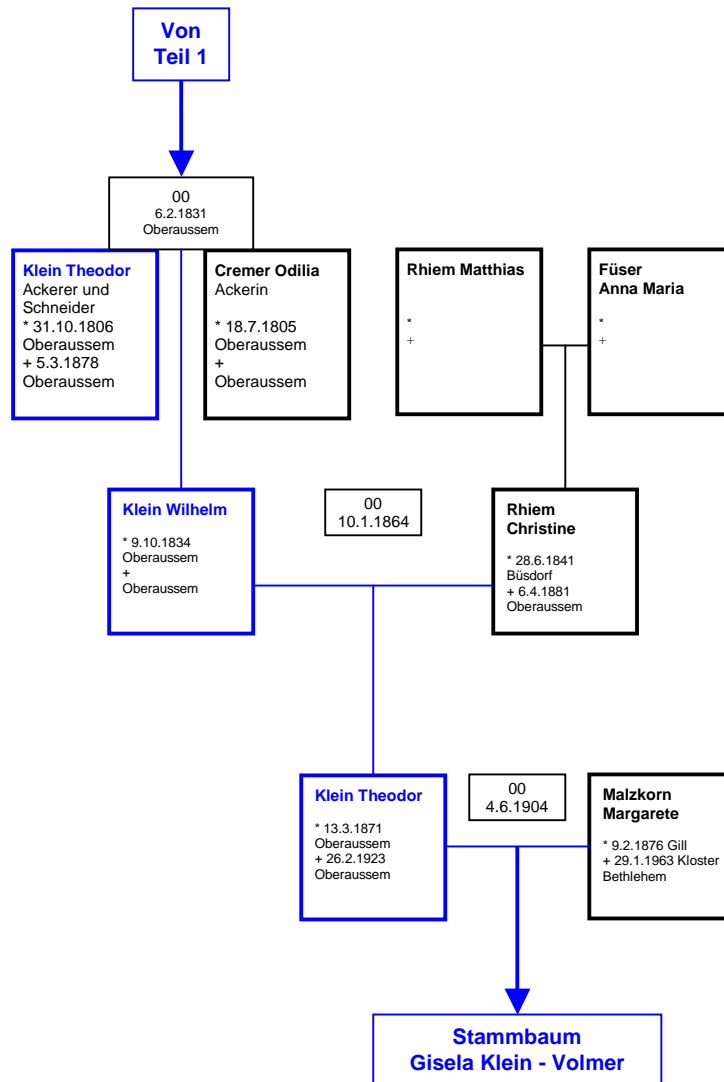 Von
Teil 1
00
6.2.1831
Oberaussem
Klein Theodor
Ackerer und
Schneider
* 31.10.1806
Oberaussem
+ 5.3.1878
Oberaussem
Cremer Odilia
Ackerin
* 18.7.1805
Oberaussem
+
Oberaussem
Rhiem Matthias
*
+
Füser
Anna Maria
*
+
Klein Wilhelm
* 9.10.1834
Oberaussem
+
Oberaussem
00
10.1.1864
Rhiem
Christine
* 28.6.1841
Büsdorf
+ 6.4.1881
Oberaussem
Klein Theodor
* 13.3.1871
Oberaussem
+ 26.2.1923
Oberaussem
00
4.6.1904
Malzkorn
Margarete
* 9.2.1876 Gill
+ 29.1.1963 Kloster
Bethlehem
Stammbaum
Gisela Klein - Volmer